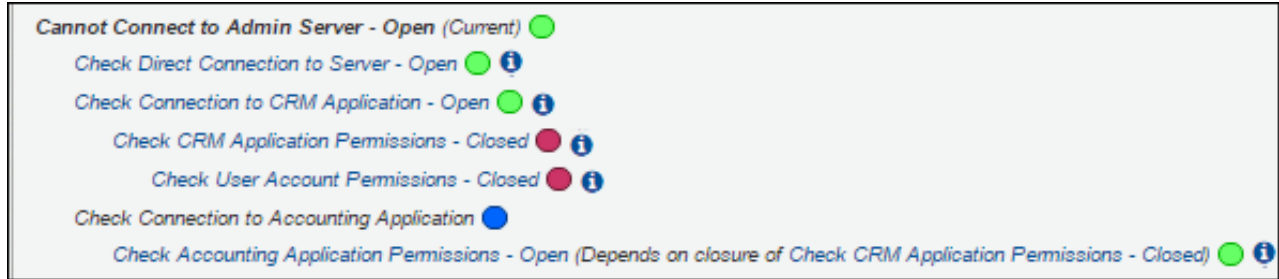 Cannot Connect to Admin Server - Open (Current)
Check Direct Connection to Server - Open
Check Connection to CRM Application - Open
Check CRM Application Permissions - Closed
Check User Account Permissions - Closed
Check Connection to Accounting Application
Check Accounting Application Permissions - Open (Depends on closure of Check CRM Application Permissions - Closed)